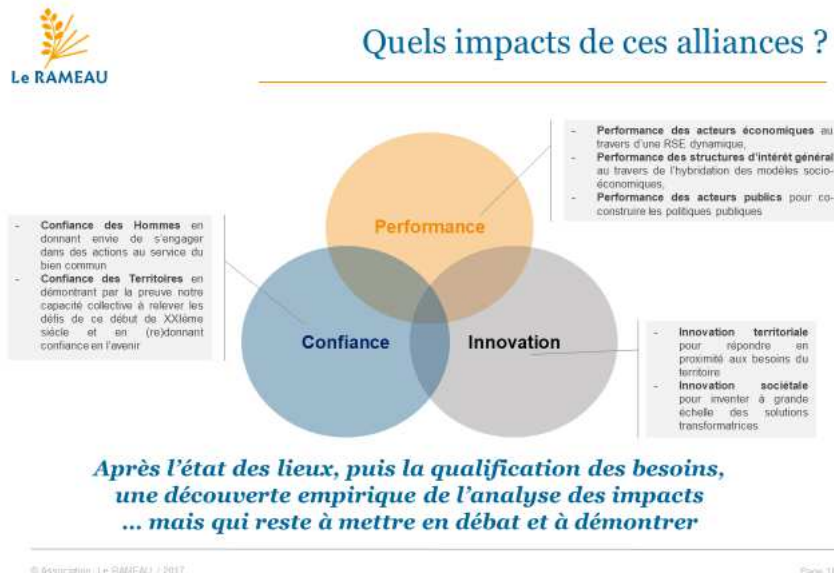 Le RAMEAU
Quels impacts de ces alliances ?
- Performance des acteurs économiques au
travers d'une RSE dynamique,
- Performance des structures d'intérêt général
au travers de l'hybridation des modèles socio-
économiques,
- Performance des acteurs publics pour co-
construire les politiques publiques
Performance
- Confiance des Hommes en
donnant envie de s'engager
dans des actions au service du
bien commun
- Confiance des Territoires en
démontrant par la preuve notre
capacité collective à relever les
défis de ce début de XXIème
siècle et en (re)donnant
confiance en l'avenir
Confiance
Innovation
- Innovation territoriale
pour répondre en
proximité aux besoins du
territoire
- Innovation sociétale
pour inventer à grande
échelle des solutions
transformatrices
Après l'état des lieux, puis la qualification des besoins,
une découverte empirique de l'analyse des impacts
... mais qui reste à mettre en débat et à démontrer
© Association Le RAMEAU / 2017
Page